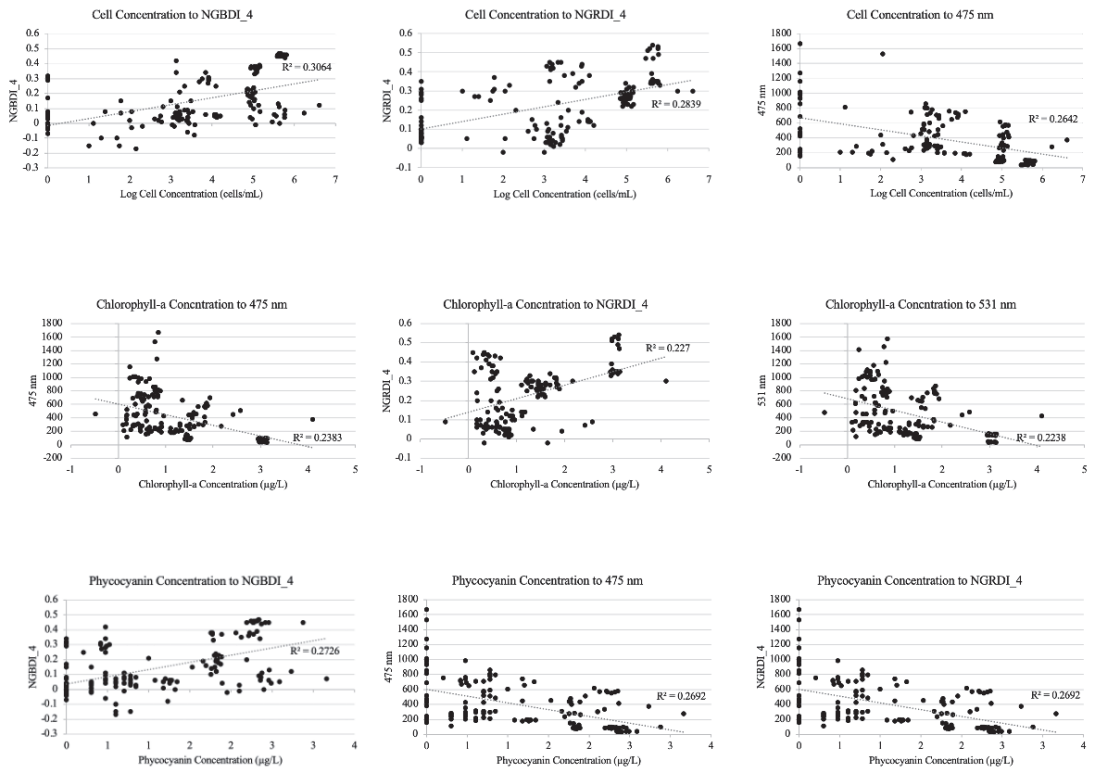 Cell Concentration to NGBDI_4
0.6
0.5
0.4
0.3
0.2
0.1
0
-0.1
-0.2
-0.3
NGBDI_4
R² = 0.3064
0 1 2 3 4 5 6 7
Log Cell Concentration (cells/mL)
Cell Concentration to NGRDI_4
0.6
0.5
0.4
0.3
0.2
0.1
0
-0.1
NGRDI_4
R² = 0.2839
0 1 2 3 4 5 6 7
Log Cell Concentration (cells/mL)
Cell Concentration to 475 nm
1800
1600
1400
1200
1000
800
600
400
200
0
475 nm
R² = 0.2642
0 1 2 3 4 5 6 7
Log Cell Concentration (cells/mL)
Chlorophyll-a Concntration to 475 nm
1800
1600
1400
1200
1000
800
600
400
200
0
-200
475 nm
R² = 0.2383
-1 0 1 2 3 4 5
Chlorophyll-a Concentration (µg/L)
Chlorophyll-a Concntration to NGRDI_4
0.6
0.5
0.4
0.3
0.2
0.1
0
-0.1
NGRDI_4
R² = 0.227
-1 0 1 2 3 4 5
Chlorophyll-a Concentration (µg/L)
Chlorophyll-a Concntration to 531 nm
1800
1600
1400
1200
1000
800
600
400
200
0
-200
531 nm
R² = 0.2238
-1 0 1 2 3 4 5
Chlorophyll-a Concentration (µg/L)
Phycocyanin Concentration to NGBDI_4
0.6
0.5
0.4
0.3
0.2
0.1
0
-0.1
-0.2
-0.3
NGBDI_4
R² = 0.2726
0 1 1 2 2 3 3 4
Phycocyanin Concentration (µg/L)
Phycocyanin Concentration to 475 nm
1800
1600
1400
1200
1000
800
600
400
200
0
475 nm
R² = 0.2692
0 1 1 2 2 3 3 4
Phycocyanin Concentration (µg/L)
Phycocyanin Concentration to NGRDI_4
1800
1600
1400
1200
1000
800
600
400
200
0
NGRDI_4
R² = 0.2692
0 1 1 2 2 3 3 4
Phycocyanin Concentration (µg/L)